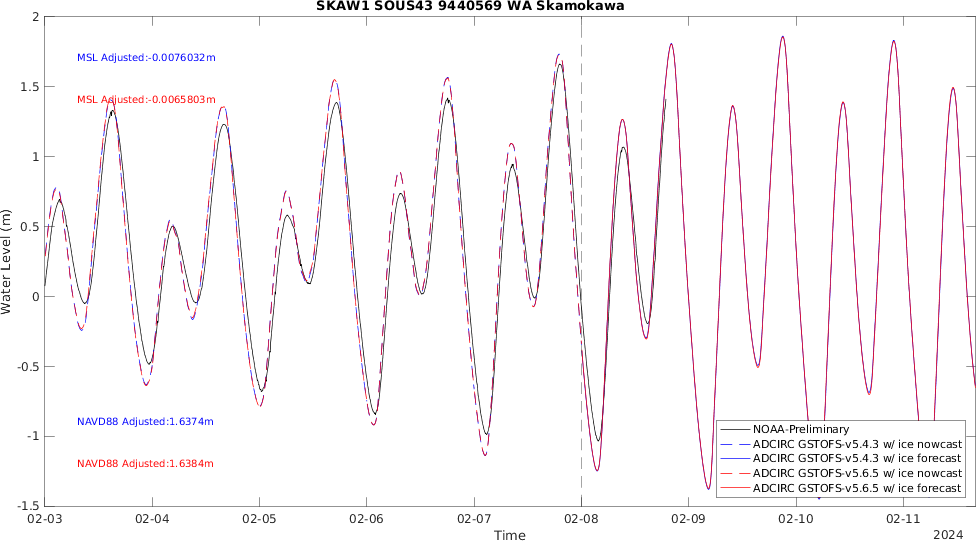 SKAW1 SOUS43 9440569 WA Skamokawa
2
1.5
1
0.5
0
-0.5
-1
-1.5
Water Level (m)
MSL Adjusted:-0.0076032m
MSL Adjusted:-0.0065803m
NAVD88 Adjusted:1.6374m
NAVD88 Adjusted:1.6384m
NOAA-Preliminary
ADCIRC GSTOFS-v5.4.3 w/ ice nowcast
ADCIRC GSTOFS-v5.4.3 w/ ice forecast
ADCIRC GSTOFS-v5.6.5 w/ ice nowcast
ADCIRC GSTOFS-v5.6.5 w/ ice forecast
02-03 02-04 02-05 02-06 02-07 02-08 02-09 02-10 02-11
Time
2024